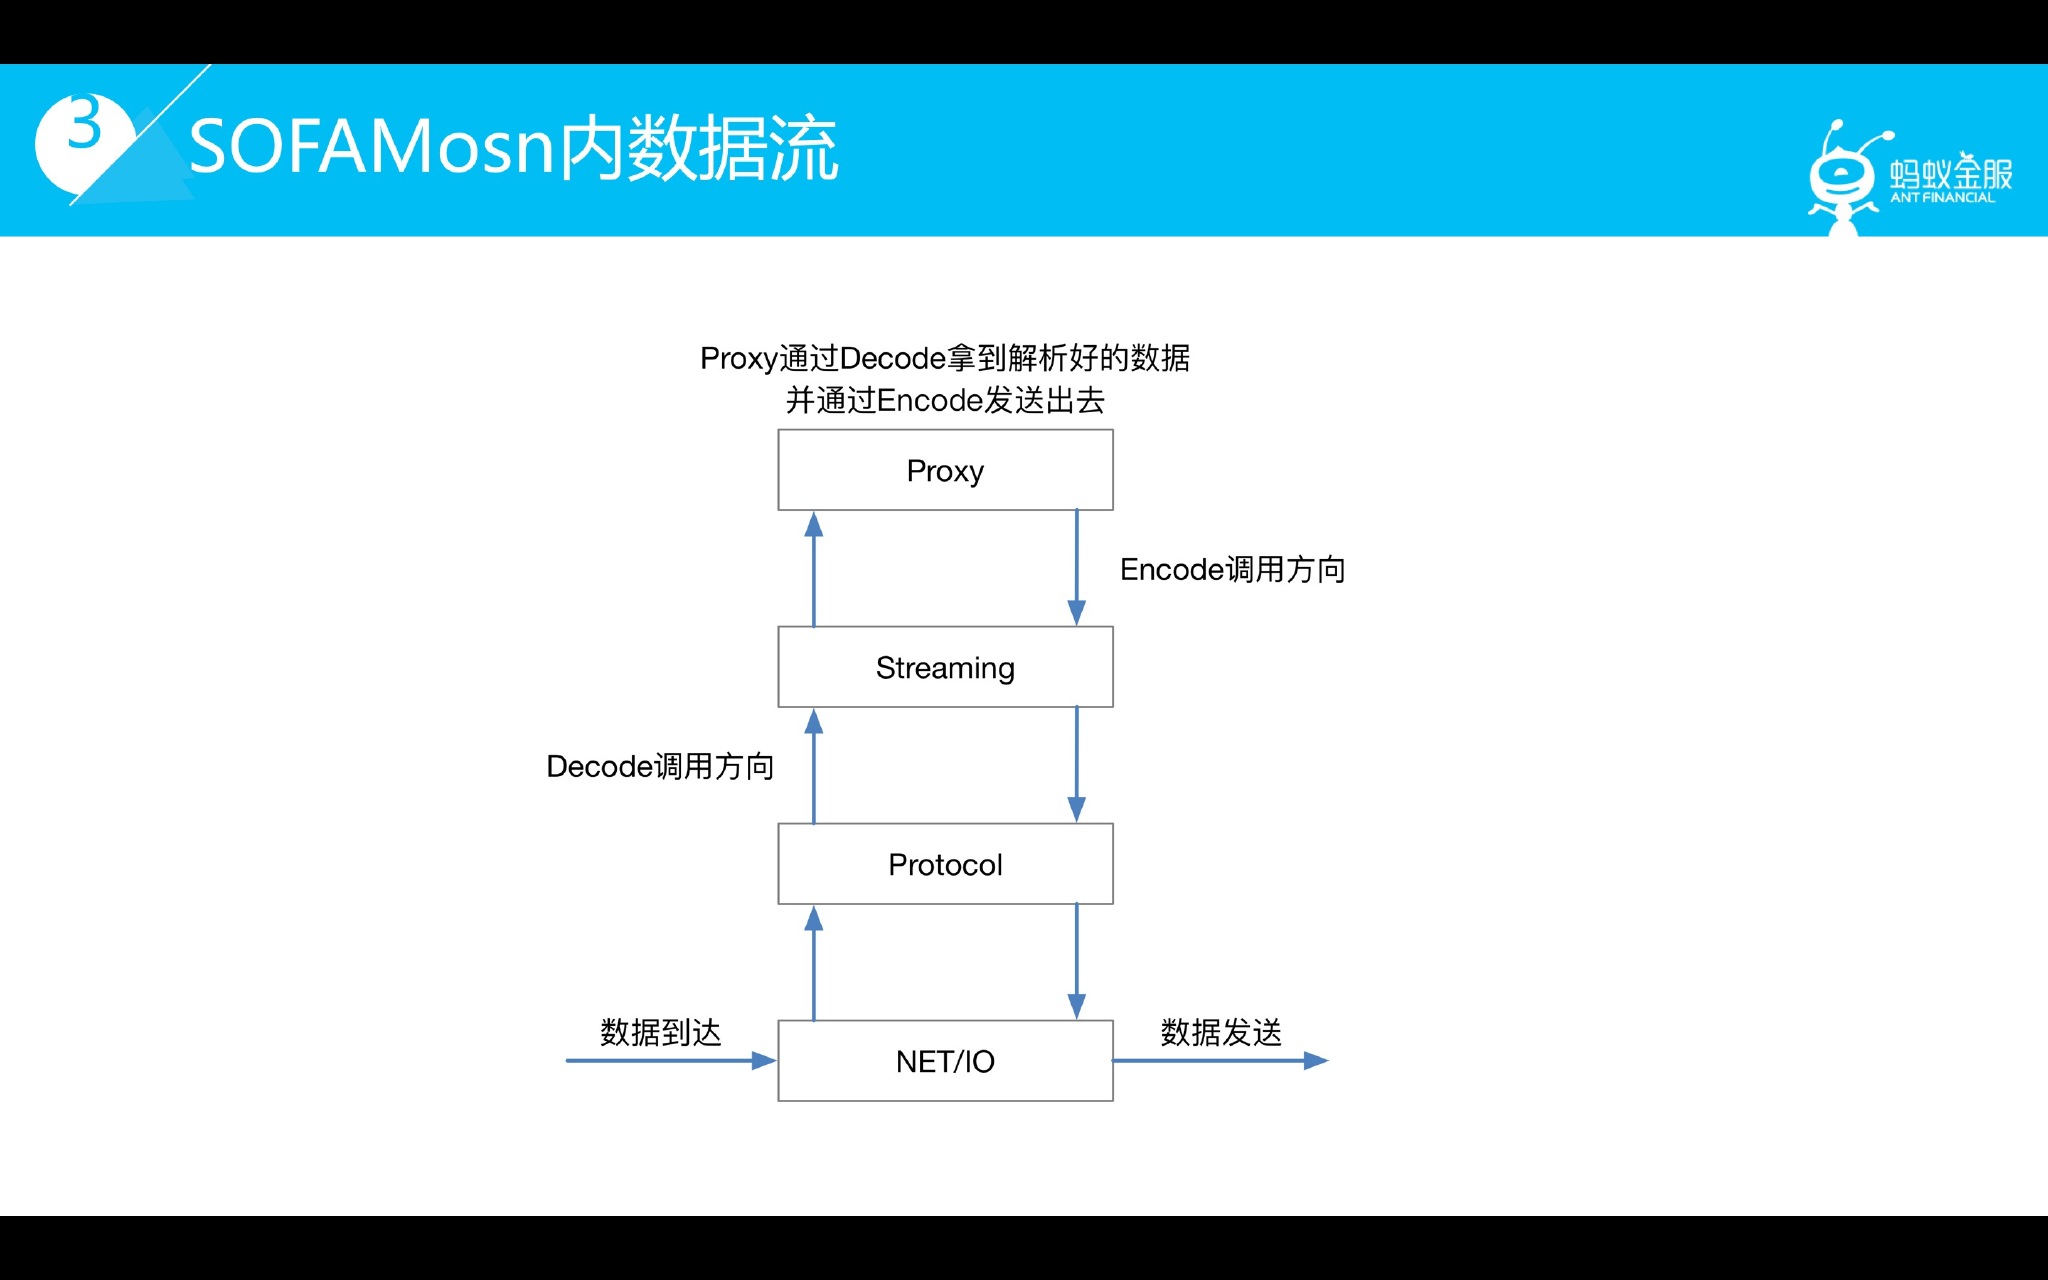 3
SOFAMosn内数据流
蚂蚁金服
ANT FINANCIAL
Proxy通过Decode拿到解析好的数据
并通过Encode发送出去
Proxy
Encode调用方向
Streaming
Decode调用方向
Protocol
数据到达
数据发送
NET/IO